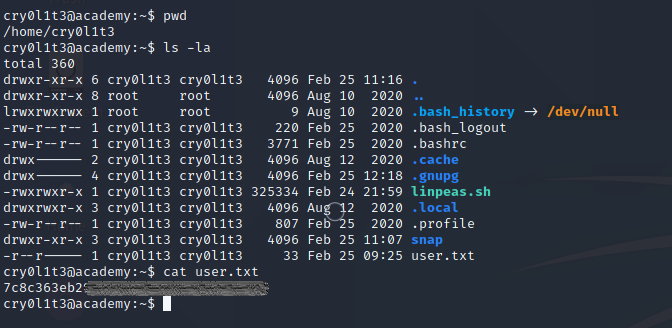 cry0l1t3@academy:~$ pwd
/home/cry0l1t3
cry0l1t3@academy:~$ ls -la
total 360
drwxr-xr-x 6 cry0l1t3 cry0l1t3   4096 Feb 25 11:16 .
drwxr-xr-x 8 root     root       4096 Aug 10  2020 ..
lrwxrwxrwx 1 root     root          9 Aug 10  2020 .bash_history -> /dev/null
-rw-r--r-- 1 cry0l1t3 cry0l1t3    220 Feb 25  2020 .bash_logout
-rw-r--r-- 1 cry0l1t3 cry0l1t3   3771 Feb 25  2020 .bashrc
drwx------ 2 cry0l1t3 cry0l1t3   4096 Aug 12  2020 .cache
drwx------ 4 cry0l1t3 cry0l1t3   4096 Feb 25 12:18 .gnupg
-rwxrwxr-x 1 cry0l1t3 cry0l1t3 325334 Feb 24 21:59 linpeas.sh
drwxrwxr-x 3 cry0l1t3 cry0l1t3   4096 Aug 12  2020 .local
-rw-r--r-- 1 cry0l1t3 cry0l1t3    807 Feb 25  2020 .profile
drwxr-xr-x 3 cry0l1t3 cry0l1t3   4096 Feb 25 11:07 snap
-r--r----- 1 cry0l1t3 cry0l1t3     33 Feb 25 09:25 user.txt
cry0l1t3@academy:~$ cat user.txt
7c8c363eb2
cry0l1t3@academy:~$